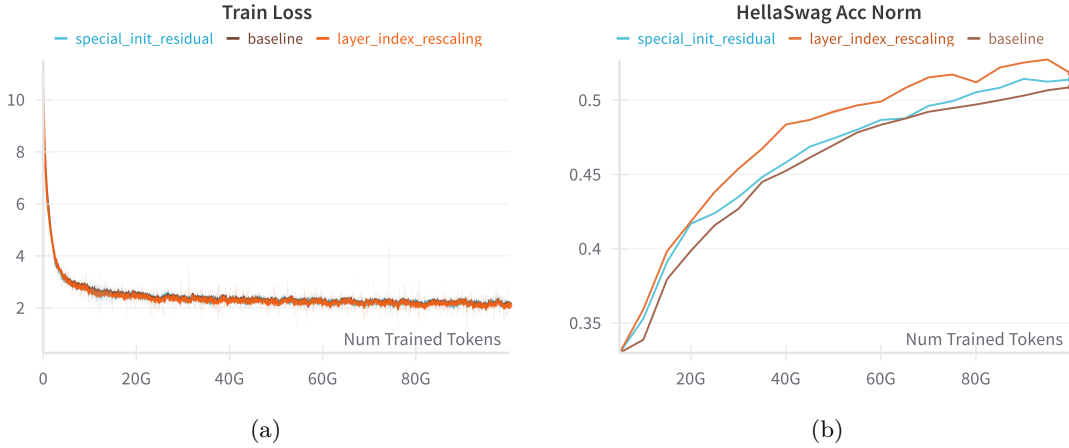 Train Loss
special_init_residual baseline layer_index_rescaling
10
8
6
4
2
Num Trained Tokens
0 20G 40G 60G 80G
(a)
HellaSwag Acc Norm
special_init_residual layer_index_rescaling baseline
0.5
0.45
0.4
0.35
Num Trained Tokens
20G 40G 60G 80G
(b)